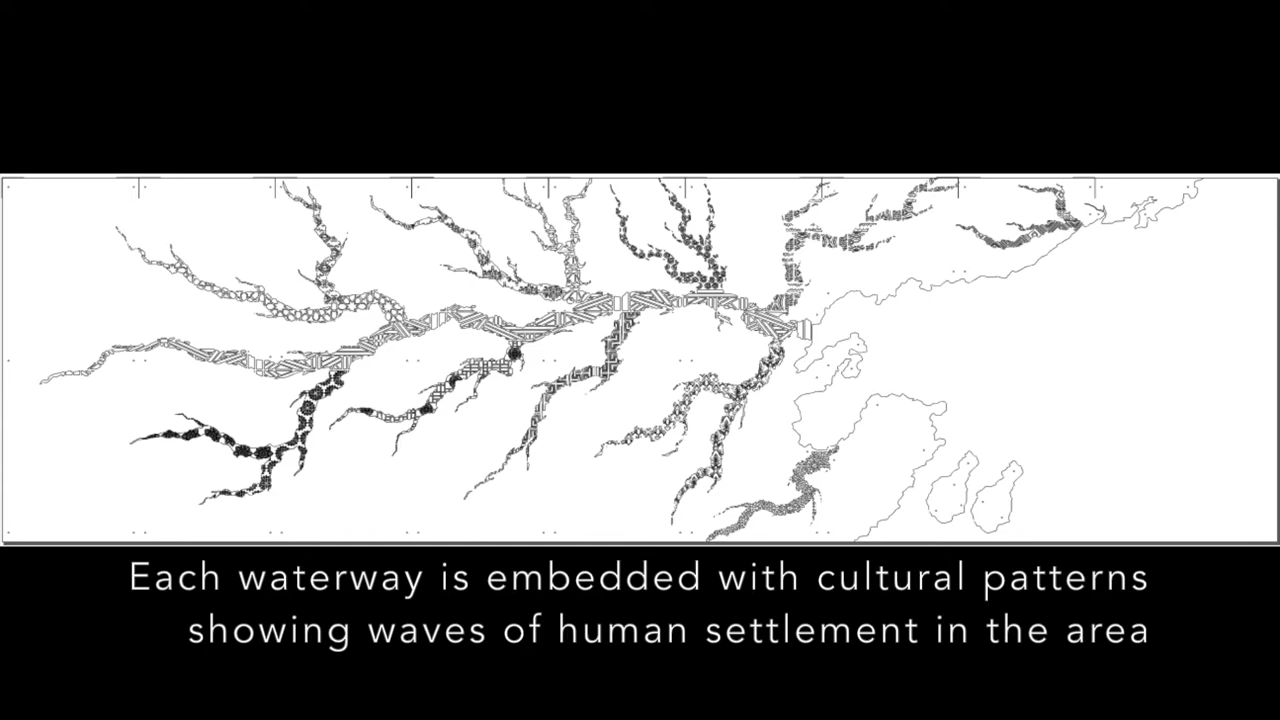 Each waterway is embedded with cultural patterns
showing waves of human settlement in the area